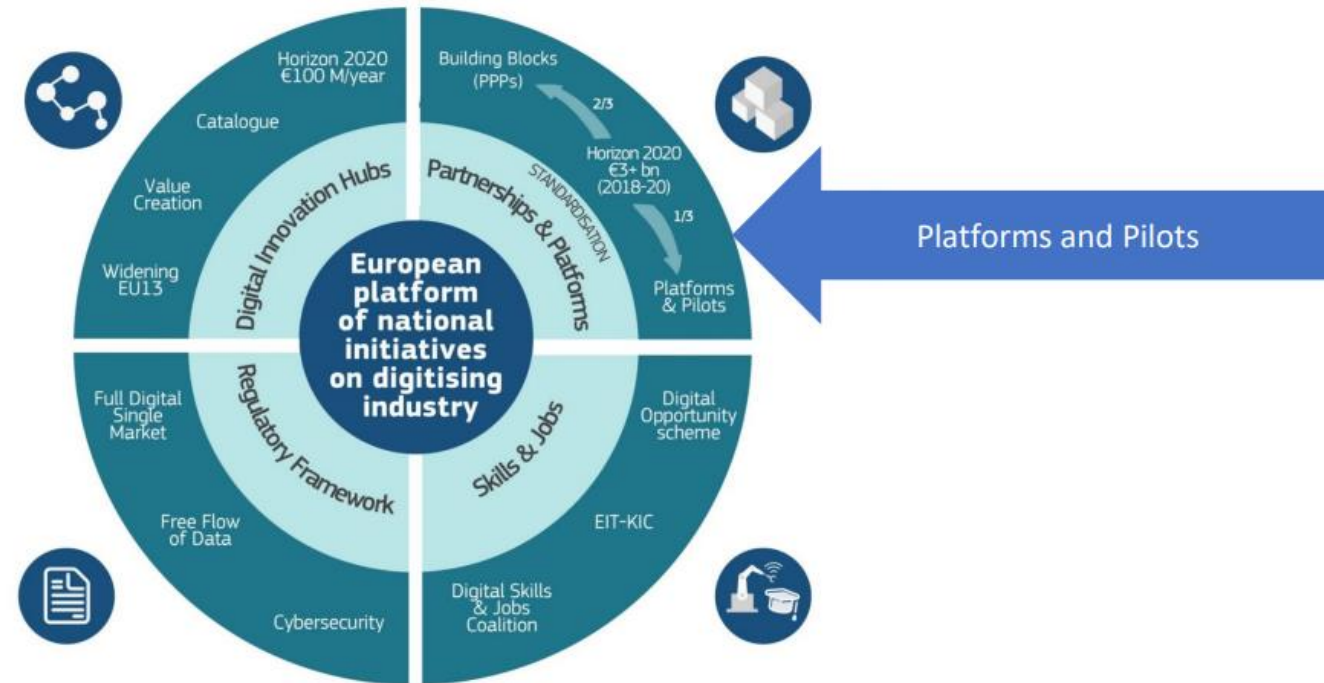 Horizon 2020
€100 M/year
Catalogue
Value
Creation
Widening
EU13
Digital Innovation Hubs
Building Blocks
(PPPs)
2/3
Horizon 2020
€3+ bn
(2018-20)
1/3
Platforms
& Pilots
STANDARDISATION
Partnerships & Platforms
Platforms and Pilots
European
platform
of national
initiatives
on digitising
industry
Full Digital
Single
Market
Free Flow
of Data
Cybersecurity
Regulatory Framework
Skills & Jobs
Digital
Opportunity
scheme
EIT-KIC
Digital Skills
& Jobs
Coalition